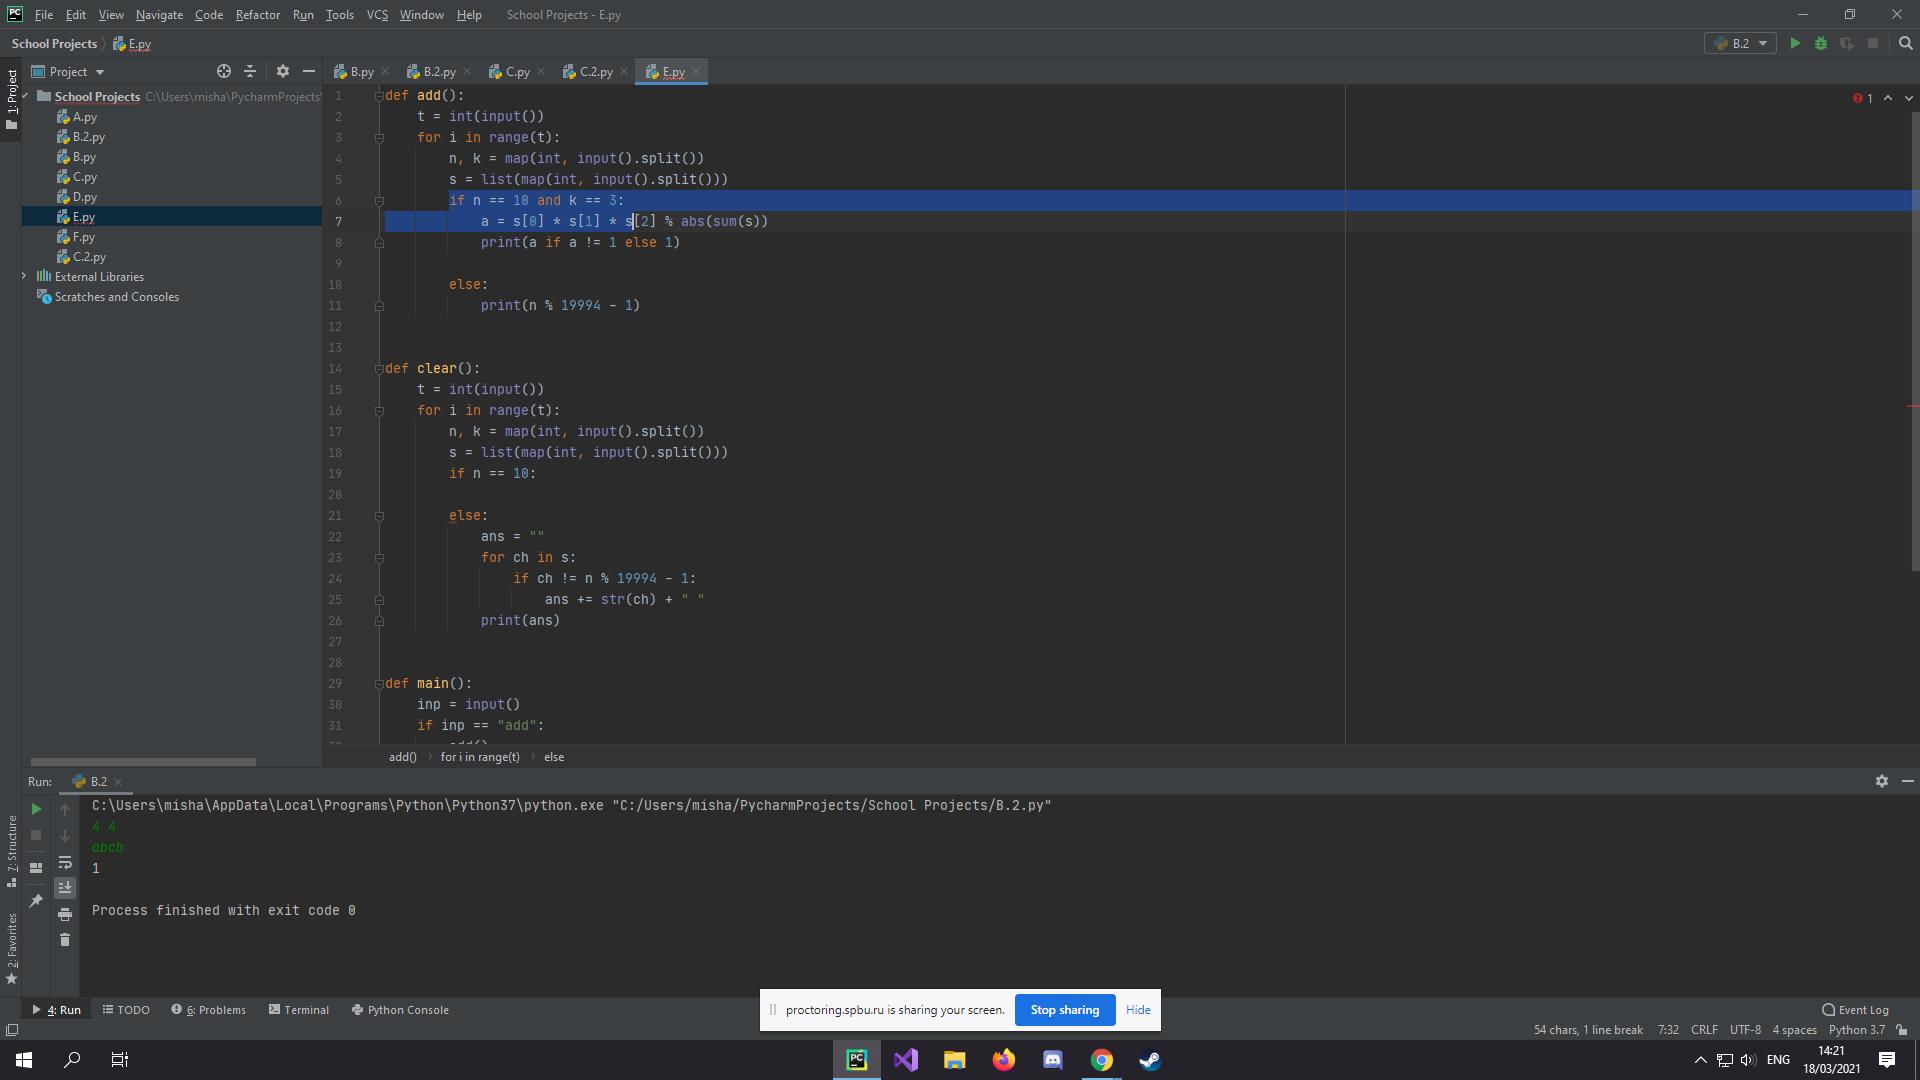 File Edit View Navigate Code Refactor Run Tools VCS Window Help School Projects - E.py
School Projects E.py
B.2
Project
B.py B.2.py C.py C.2.py E.py
1: Project
School Projects C:\Users\misha\PycharmProjects\
A.py
B.2.py
B.py
C.py
D.py
E.py
F.py
C.2.py
External Libraries
Scratches and Consoles
1 def add():
2 t = int(input())
3 for i in range(t):
4 n, k = map(int, input().split())
5 s = list(map(int, input().split()))
6 if n == 10 and k == 3:
7 a = s[0] * s[1] * s[2] % abs(sum(s))
8 print(a if a != 1 else 1)
9
10 else:
11 print(n % 19994 - 1)
12
13
14 def clear():
15 t = int(input())
16 for i in range(t):
17 n, k = map(int, input().split())
18 s = list(map(int, input().split()))
19 if n == 10:
20
21 else:
22 ans = ""
23 for ch in s:
24 if ch != n % 19994 - 1:
25 ans += str(ch) + " "
26 print(ans)
27
28
29 def main():
30 inp = input()
31 if inp == "add":
1
add() for i in range(t) else
Run: B.2
C:\Users\misha\AppData\Local\Programs\Python\Python37\python.exe "C:/Users/misha/PycharmProjects/School Projects/B.2.py"
4 4
abcb
1
Process finished with exit code 0
7: Structure
2: Favorites
4: Run TODO 6: Problems Terminal Python Console
proctoring.spbu.ru is sharing your screen. Stop sharing Hide
Event Log
54 chars, 1 line break 7:32 CRLF UTF-8 4 spaces Python 3.7
ENG
14:21
18/03/2021